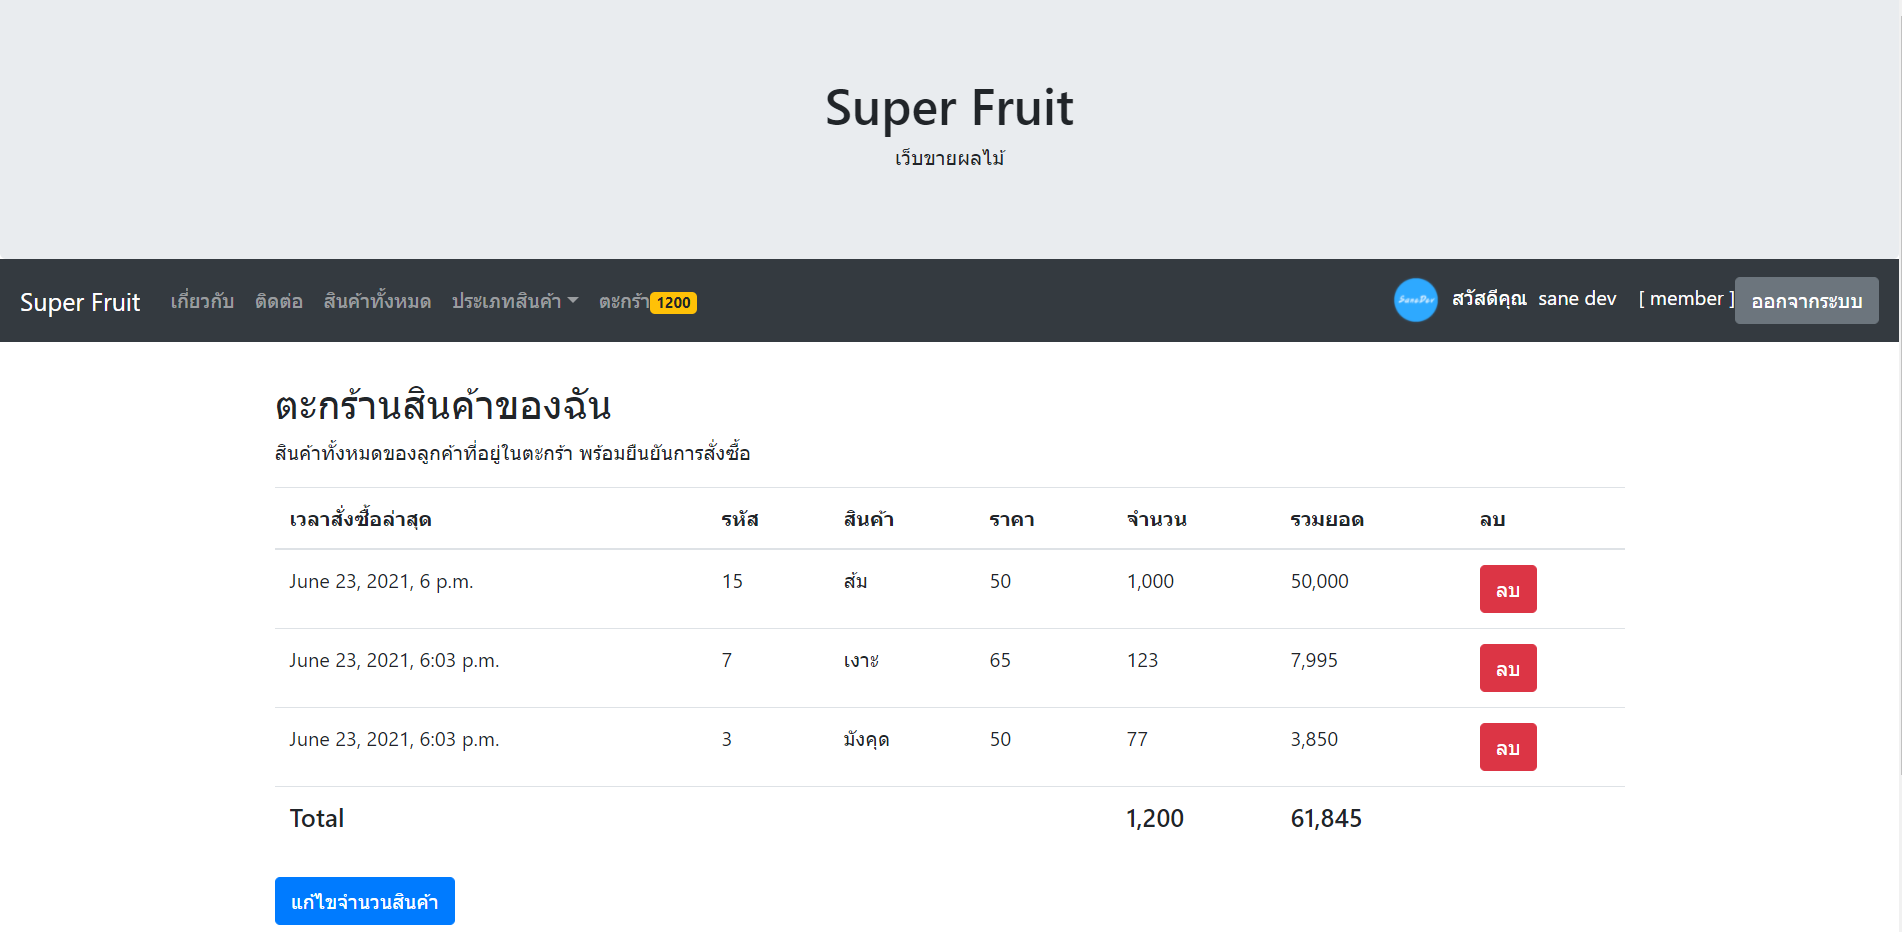 Super Fruit
เว็บขายผลไม้
Super Fruit เกี่ยวกับ ติดต่อ สินค้าทั้งหมด ประเภทสินค้า ตะกร้า 1200 SaneDev สวัสดีคุณ sane dev [ member ] ออกจากระบบ
ตะกร้านสินค้าของฉัน
สินค้าทั้งหมดของลูกค้าที่อยู่ในตะกร้า พร้อมยืนยันการสั่งซื้อ
เวลาสั่งซื้อล่าสุด รหัส สินค้า ราคา จำนวน รวมยอด ลบ
June 23, 2021, 6 p.m. 15 ส้ม 50 1,000 50,000 ลบ
June 23, 2021, 6:03 p.m. 7 เงาะ 65 123 7,995 ลบ
June 23, 2021, 6:03 p.m. 3 มังคุด 50 77 3,850 ลบ
Total 1,200 61,845
แก้ไขจำนวนสินค้า